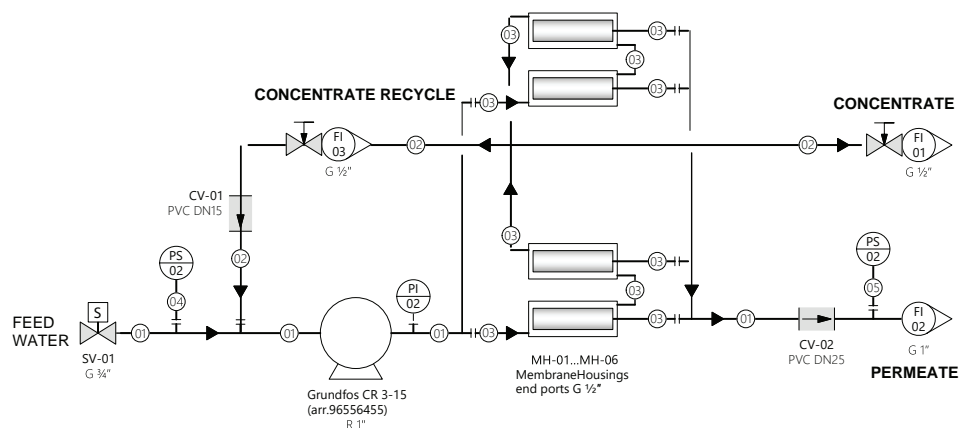 03
03
03
03
03
03
CONCENTRATE RECYCLE
CONCENTRATE
FI
03
G ½"
02
02
FI
01
G ½"
CV-01
PVC DN15
02
03
03
03
03
PS
02
04
PI
02
PS
02
05
FEED
WATER
S
01
01
01
03
01
FI
02
SV-01
G ¾"
CV-02
PVC DN25
G 1"
MH-01...MH-06
MembraneHousings
end ports G ½"
PERMEATE
Grundfos CR 3-15
(arr.96556455)
R 1"